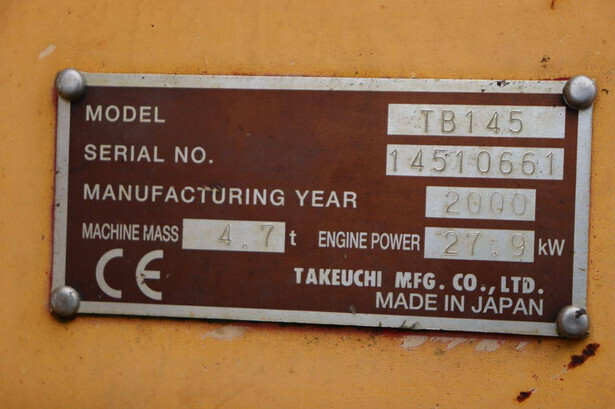 MODEL TB145
SERIAL NO. 14510661
MANUFACTURING YEAR 2000
MACHINE MASS 4.7 t ENGINE POWER 27.9 kW
CE TAKEUCHI MFG. CO., LTD.
MADE IN JAPAN